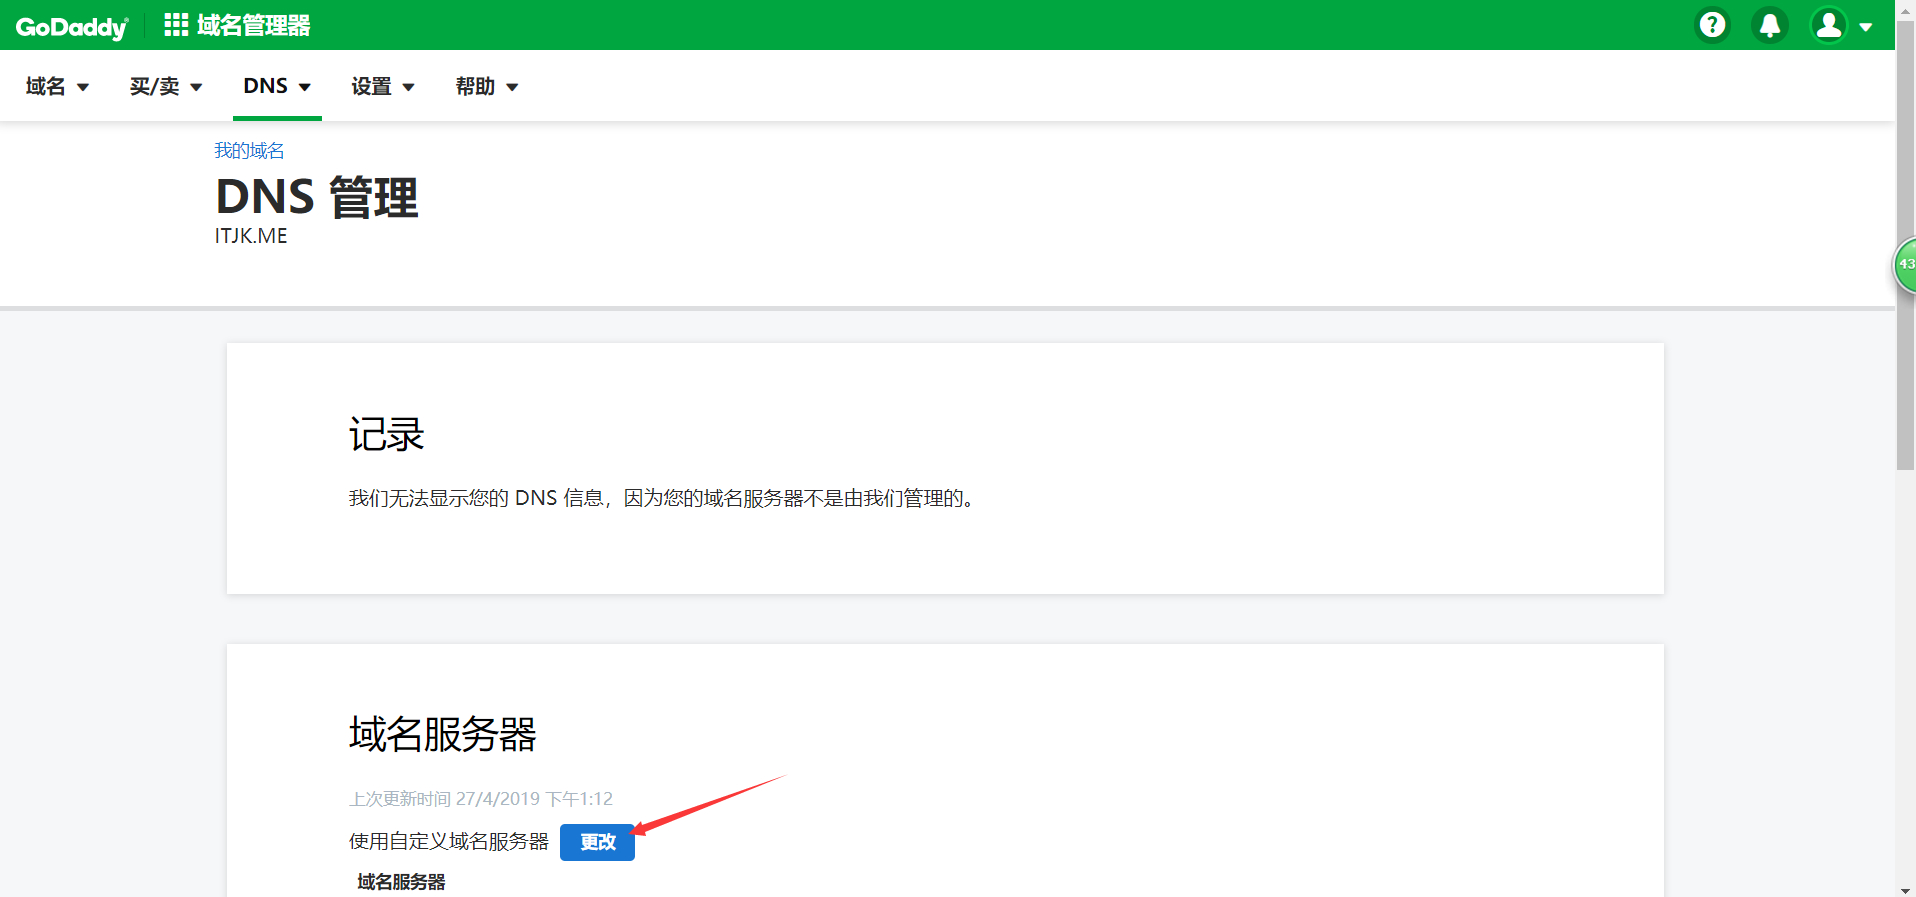 GoDaddy 域名管理器 ?
域名 买/卖 DNS 设置 帮助
我的域名
DNS 管理
ITJK.ME
43
记录
我们无法显示您的 DNS 信息，因为您的域名服务器不是由我们管理的。
域名服务器
上次更新时间 27/4/2019 下午1:12
使用自定义域名服务器 更改
域名服务器